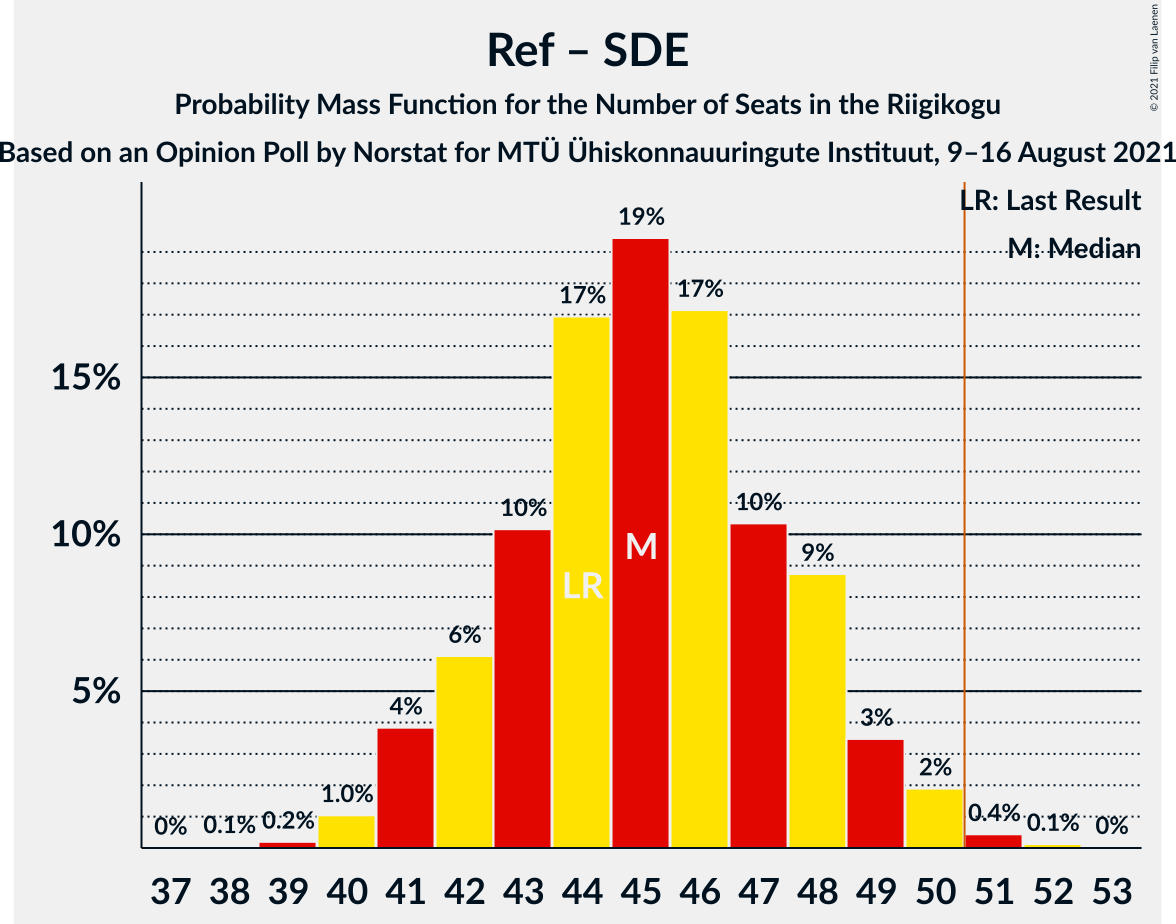 Ref – SDE
Probability Mass Function for the Number of Seats in the Riigikogu
Based on an Opinion Poll by Norstat for MTÜ Ühiskonnauuringute Instituut, 9–16 August 2021
© 2021 Filip van Laenen
LR: Last Result
M: Median
19%
17%
17%
15%
10%
10%
10%
M
9%
LR
6%
5%
4%
3%
2%
1.0%
0%
0.1%
0.2%
0.4%
0.1%
0%
37 38 39 40 41 42 43 44 45 46 47 48 49 50 51 52 53